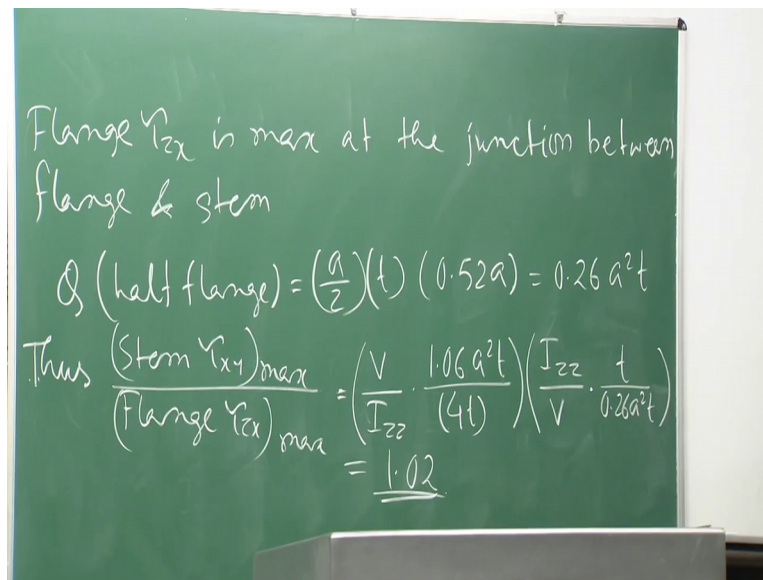 Flange τzx is max at the junction between
flange & stem
Q (half flange) = (a/2)(t) (0.52a) = 0.26 a²t
Thus (Stem τxy)max / (Flange τzx)max = (V/Izz · 1.06a²t/(4t)) (Izz/V · t/0.26a²t)
= 1.02